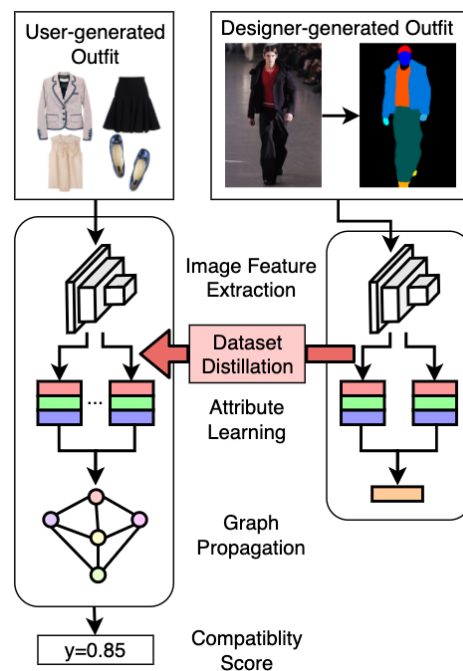 User-generated
Outfit
Designer-generated Outfit
Image Feature
Extraction
Dataset
Distillation
...
Attribute
Learning
Graph
Propagation
y=0.85
Compatiblity
Score